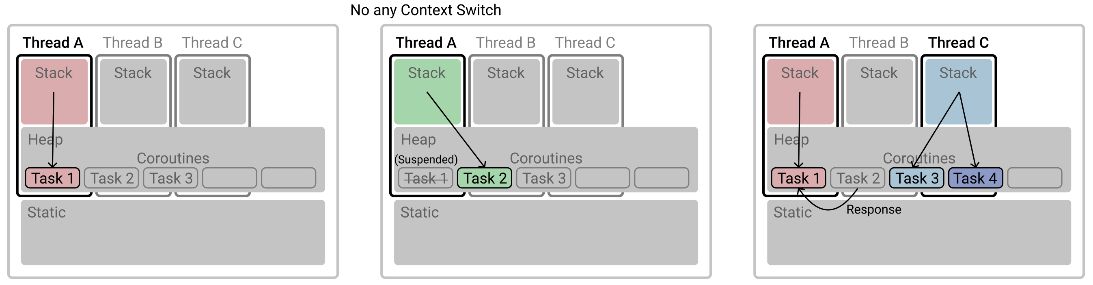 No any Context Switch
Thread A Thread B Thread C
Stack Stack Stack
Heap
Coroutines
Task 1 Task 2 Task 3
Static
Thread A Thread B Thread C
Stack Stack Stack
Heap
(Suspended) Coroutines
Task 1 Task 2 Task 3
Static
Thread A Thread B Thread C
Stack Stack Stack
Heap
Coroutines
Task 1 Task 2 Task 3 Task 4
Static
Response